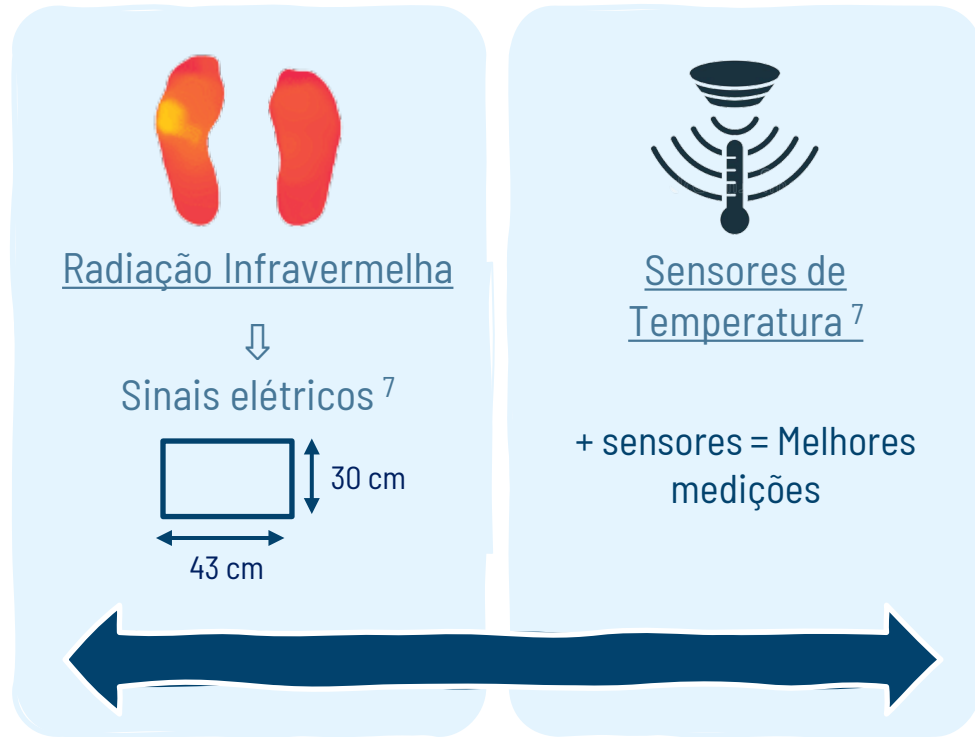 Radiação Infravermelha
Sinais elétricos 7
30 cm
43 cm
Sensores de
Temperatura 7
+ sensores = Melhores
medições